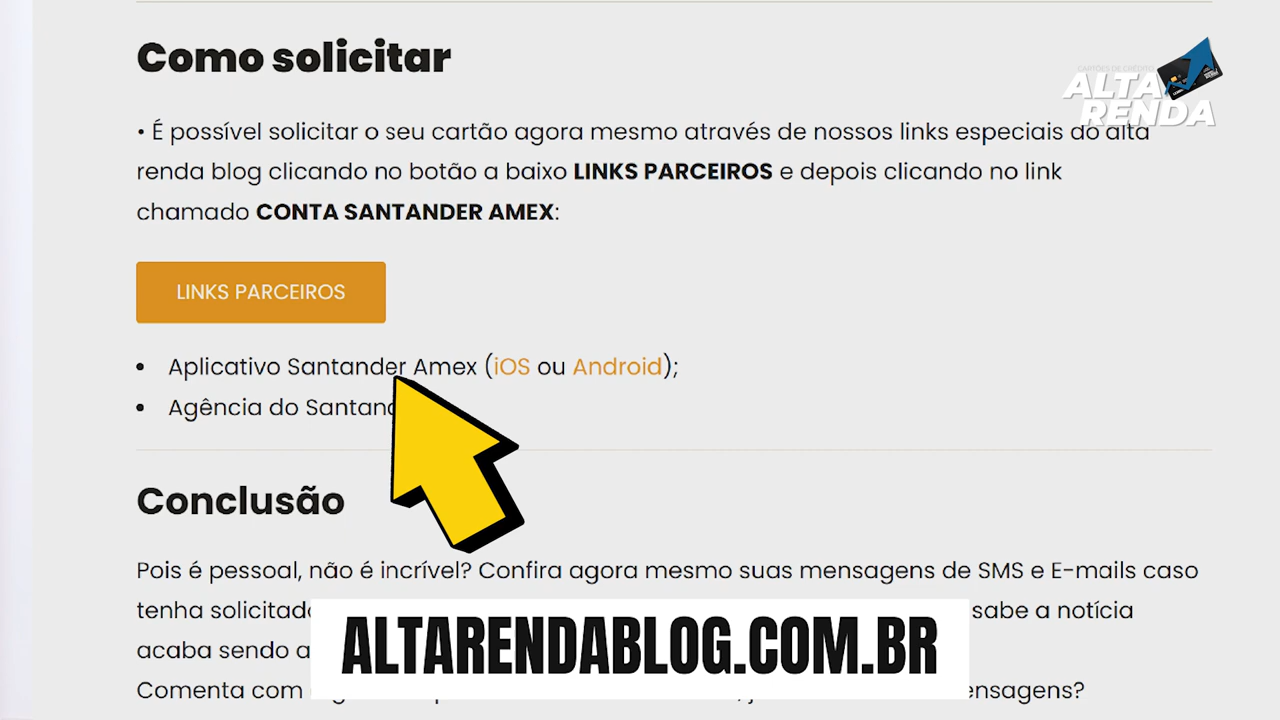 Como solicitar
CARTÕES DE CRÉDITO
ALTA
RENDA
• É possível solicitar o seu cartão agora mesmo através de nossos links especiais do alta
renda blog clicando no botão a baixo LINKS PARCEIROS e depois clicando no link
chamado CONTA SANTANDER AMEX:
LINKS PARCEIROS
• Aplicativo Santander Amex (iOS ou Android);
• Agência do
Conclusão
Pois é pessoal, não é incrível? Confira agora mesmo suas mensagens de SMS e E-mails caso
tenha sabe a notícia
acaba sendo
ALTARENDABLOG.COM.BR
Comenta com